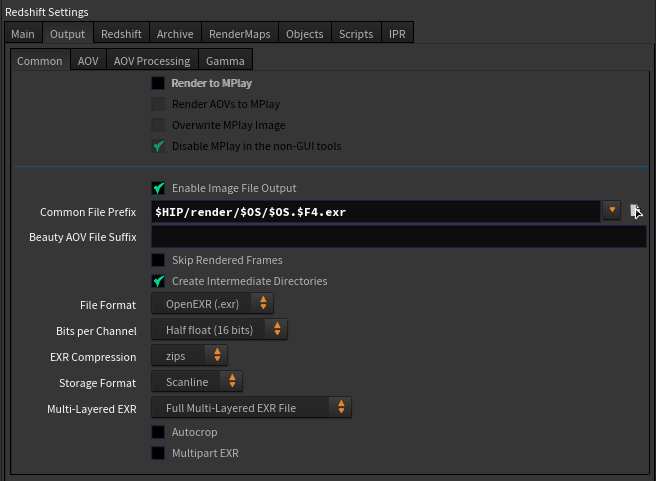 Redshift Settings
Main Output Redshift Archive RenderMaps Objects Scripts IPR
Common AOV AOV Processing Gamma
Render to MPlay
Render AOVs to MPlay
Overwrite MPlay Image
Disable MPlay in the non-GUI tools
Enable Image File Output
Common File Prefix $HIP/render/$OS/$OS.$F4.exr
Beauty AOV File Suffix
Skip Rendered Frames
Create Intermediate Directories
File Format OpenEXR (.exr)
Bits per Channel Half float (16 bits)
EXR Compression zips
Storage Format Scanline
Multi-Layered EXR Full Multi-Layered EXR File
Autocrop
Multipart EXR